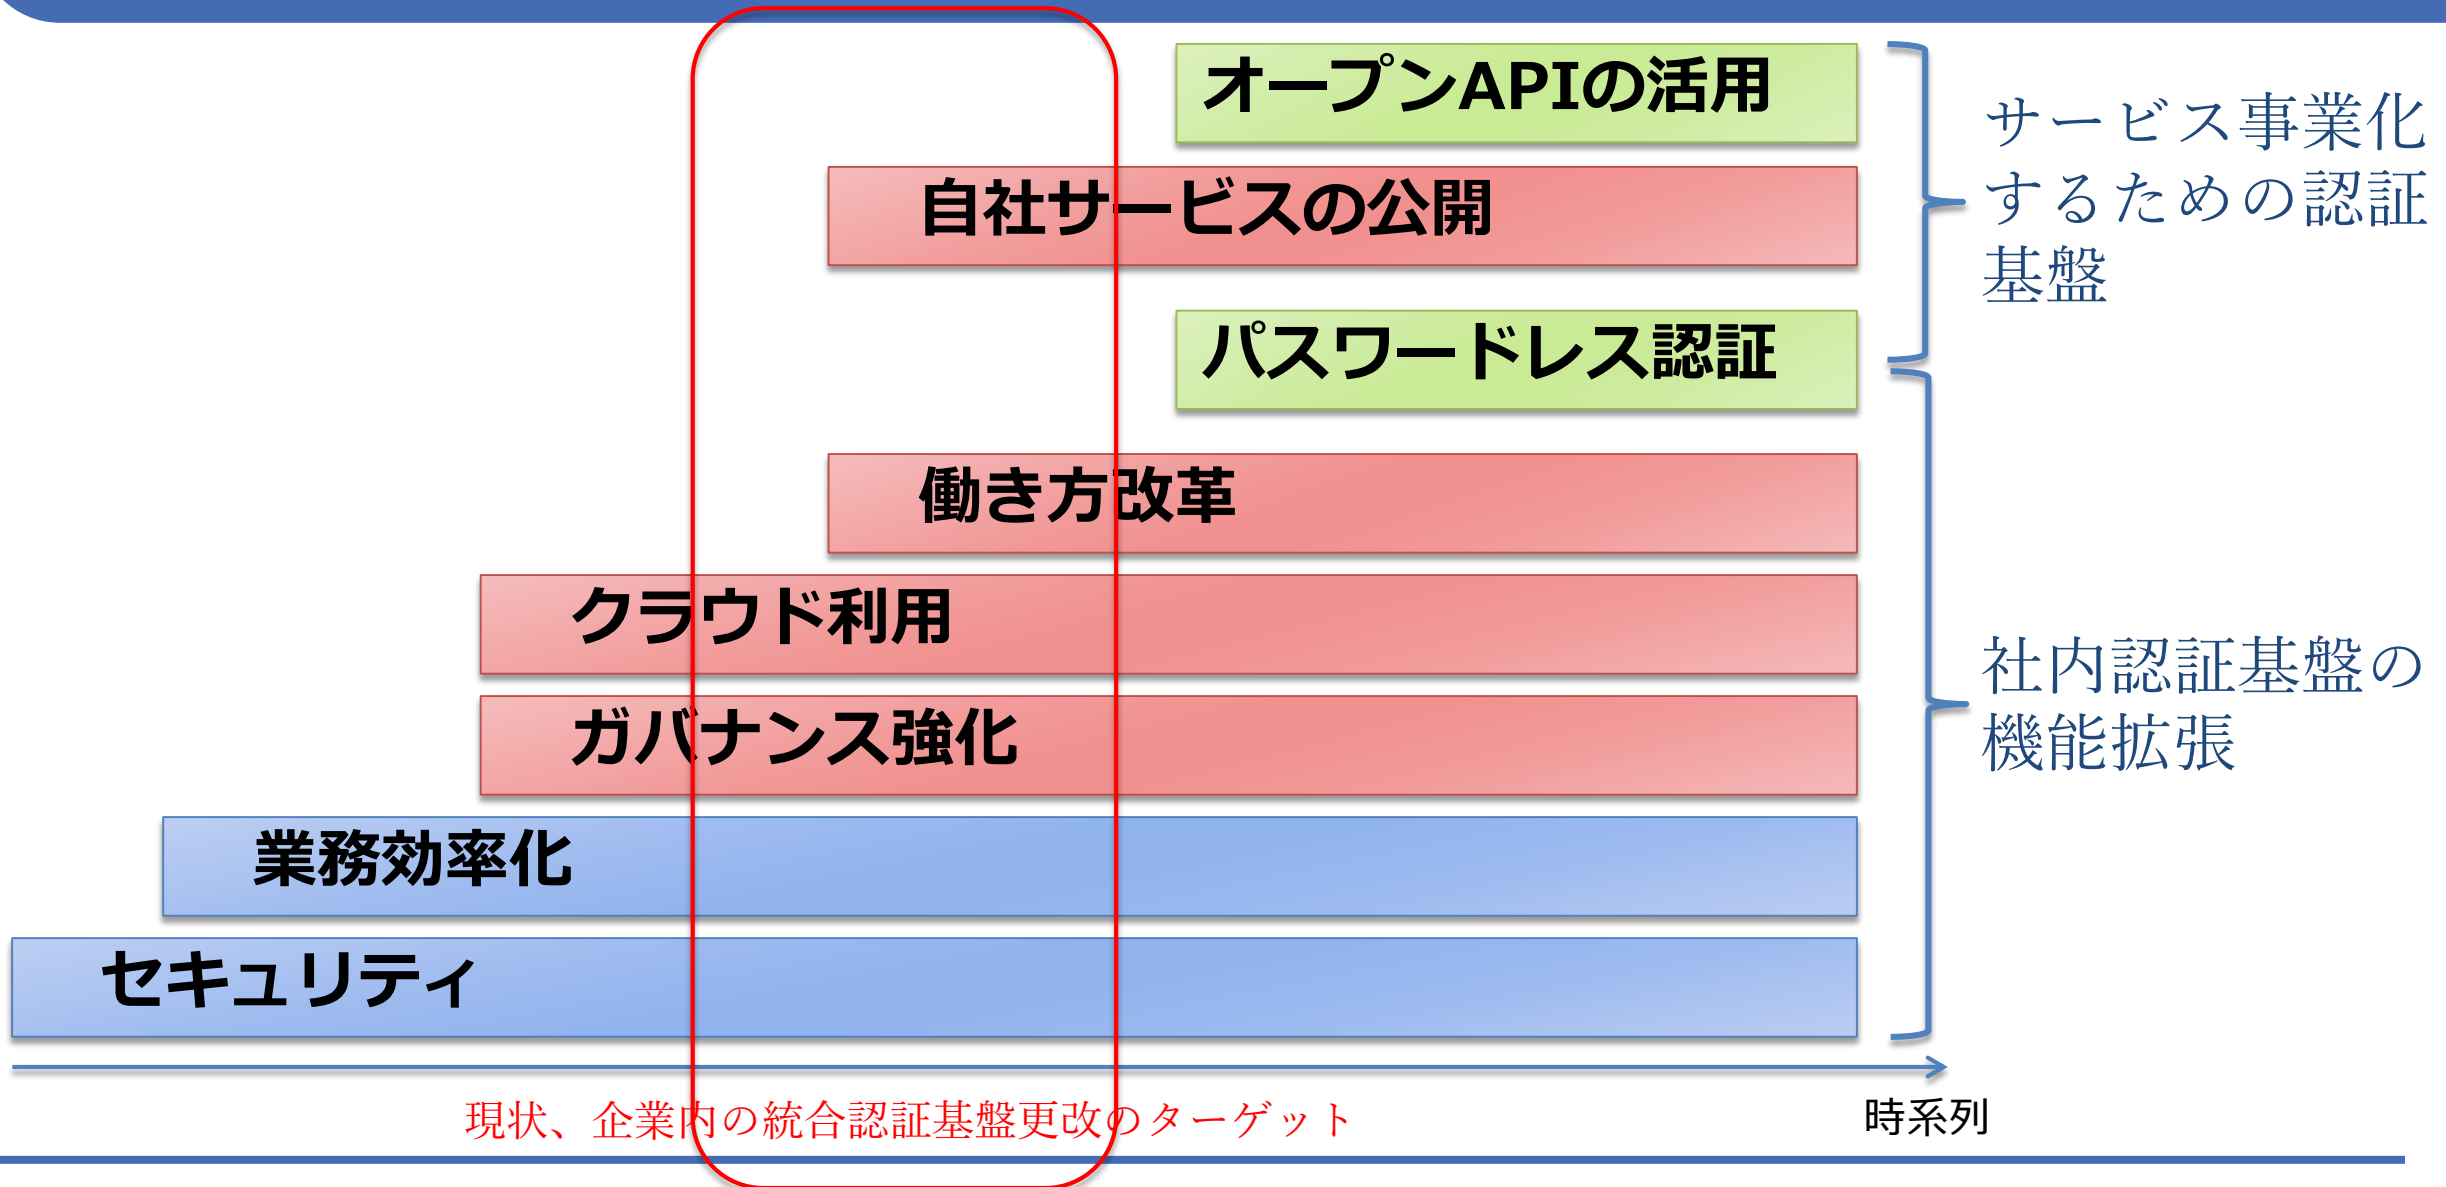 オープンAPIの活用
自社サービスの公開
パスワードレス認証
働き方改革
クラウド利用
ガバナンス強化
業務効率化
セキュリティ
サービス事業化
するための認証
基盤
社内認証基盤の
機能拡張
現状、企業内の統合認証基盤更改のターゲット
時系列